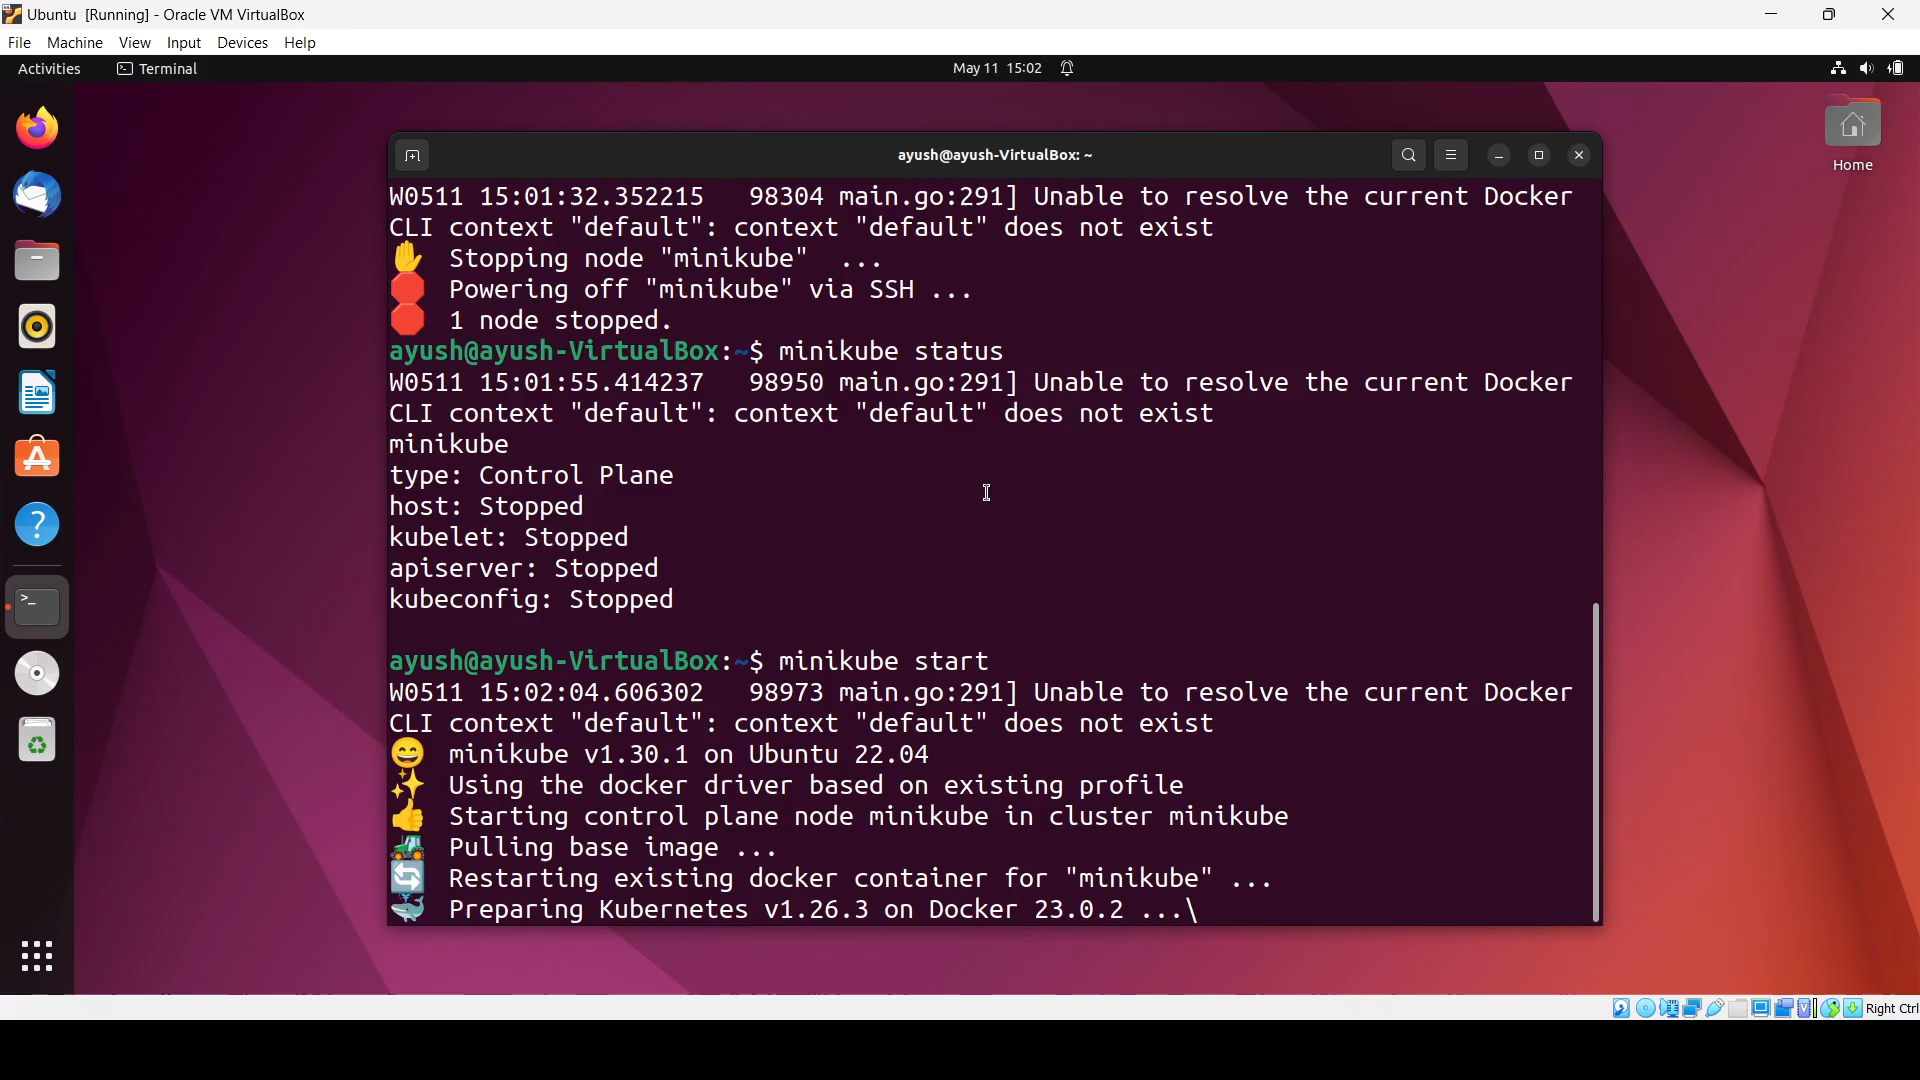 Ubuntu [Running] - Oracle VM VirtualBox
File Machine View Input Devices Help
Activities Terminal May 11 15:02
ayush@ayush-VirtualBox: ~
Home
W0511 15:01:32.352215 98304 main.go:291] Unable to resolve the current Docker
CLI context "default": context "default" does not exist
✋ Stopping node "minikube" ...
🛑 Powering off "minikube" via SSH ...
🛑 1 node stopped.
ayush@ayush-VirtualBox:~$ minikube status
W0511 15:01:55.414237 98950 main.go:291] Unable to resolve the current Docker
CLI context "default": context "default" does not exist
minikube
type: Control Plane
host: Stopped
kubelet: Stopped
apiserver: Stopped
kubeconfig: Stopped
ayush@ayush-VirtualBox:~$ minikube start
W0511 15:02:04.606302 98973 main.go:291] Unable to resolve the current Docker
CLI context "default": context "default" does not exist
😄 minikube v1.30.1 on Ubuntu 22.04
✨ Using the docker driver based on existing profile
👍 Starting control plane node minikube in cluster minikube
🚜 Pulling base image ...
🔄 Restarting existing docker container for "minikube" ...
🐳 Preparing Kubernetes v1.26.3 on Docker 23.0.2 ...\
Right Ctrl